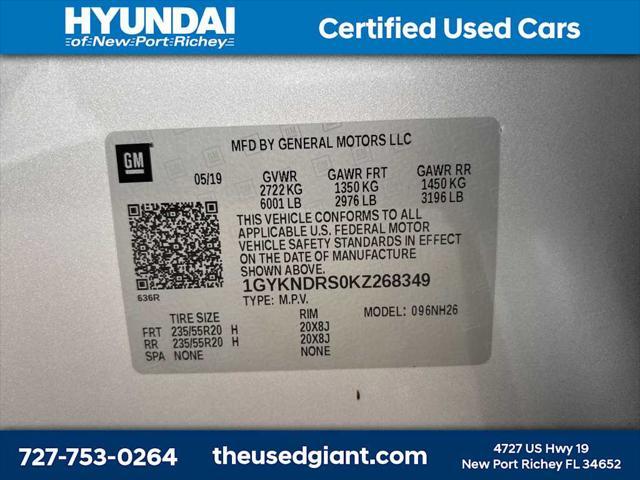 HYUNDAI
of New Port Richey
Certified Used Cars
GM
MFD BY GENERAL MOTORS LLC
05/19 GVWR GAWR FRT GAWR RR
2722 KG 1350 KG 1450 KG
6001 LB 2976 LB 3196 LB
THIS VEHICLE CONFORMS TO ALL
APPLICABLE U.S. FEDERAL MOTOR
VEHICLE SAFETY STANDARDS IN EFFECT
ON THE DATE OF MANUFACTURE
SHOWN ABOVE.
1GYKNDRS0KZ268349
636R
TYPE: M.P.V. MODEL: 096NH26
TIRE SIZE RIM
FRT 235/55R20 H 20X8J
RR 235/55R20 H 20X8J
SPA NONE NONE
727-753-0264
theusedgiant.com
4727 US Hwy 19
New Port Richey FL 34652